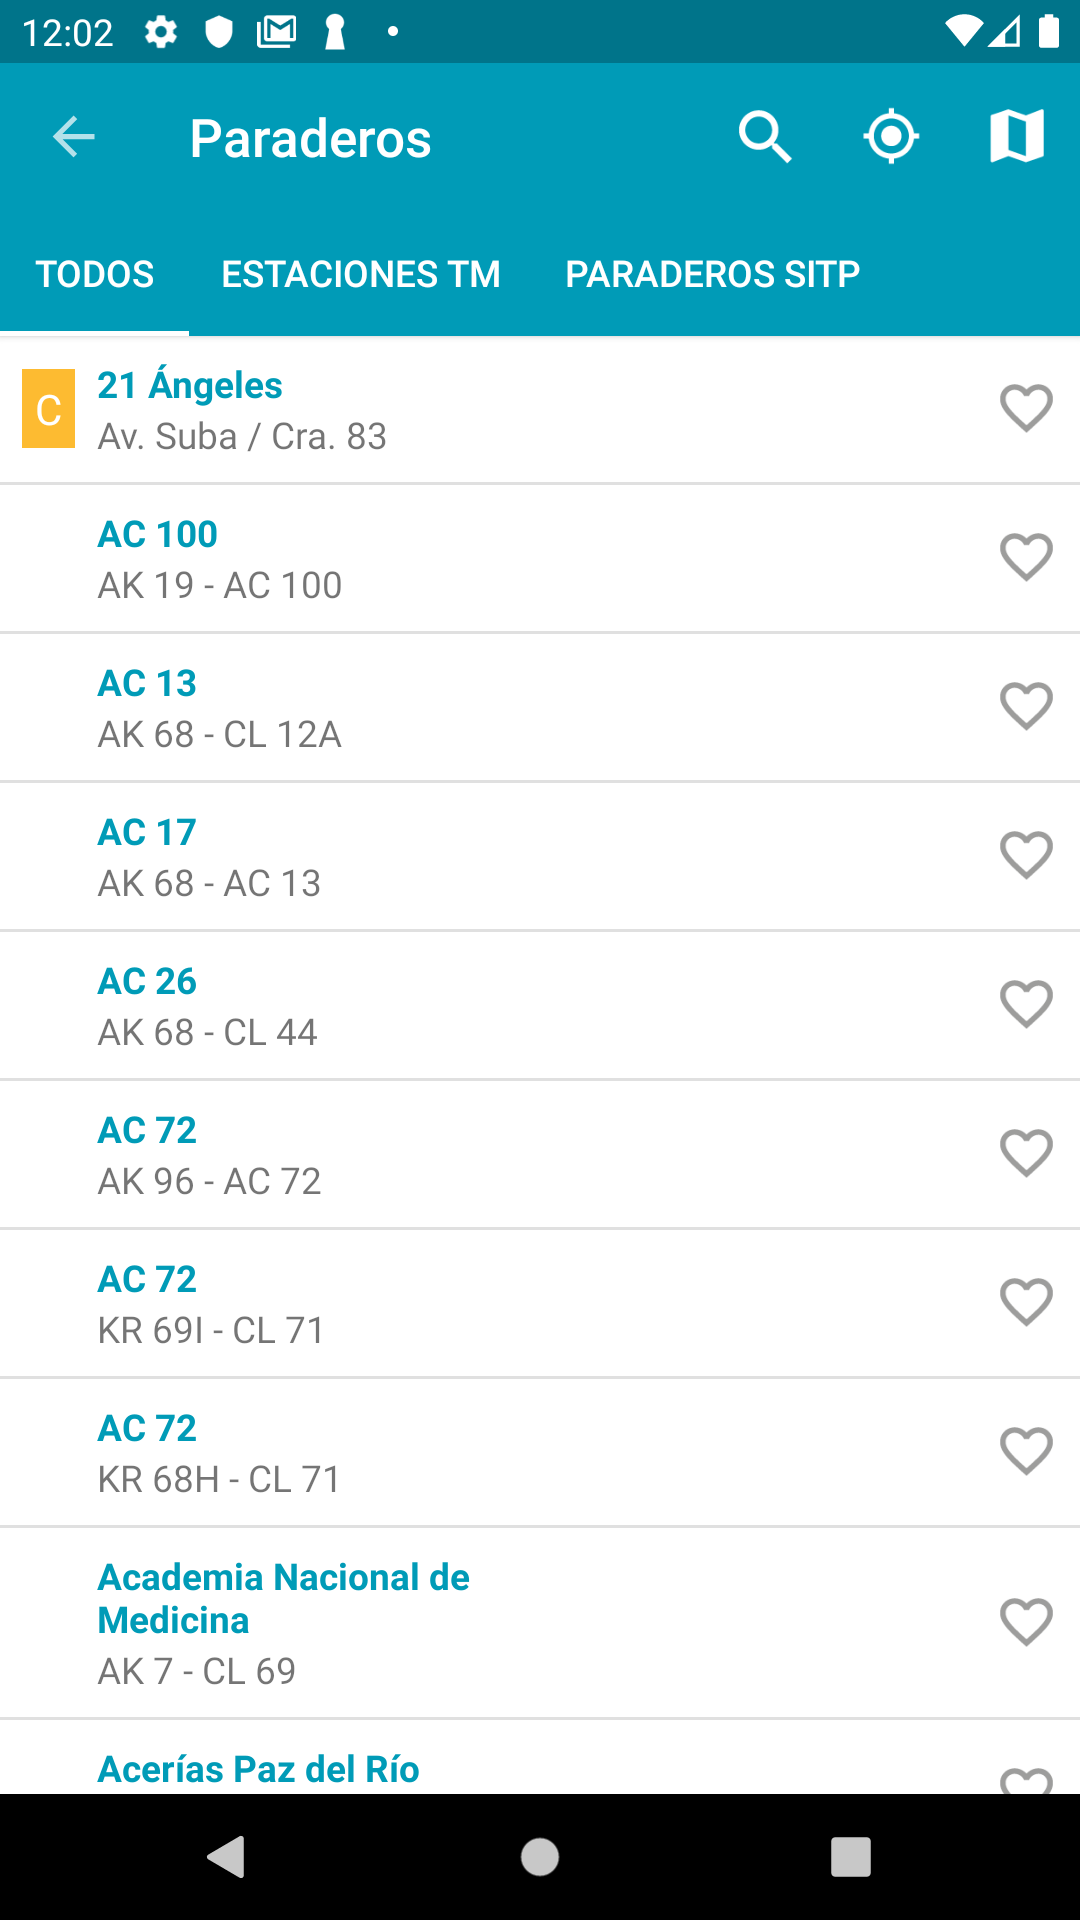 12:02
Paraderos
TODOS ESTACIONES TM PARADEROS SITP
C
21 Ángeles
Av. Suba / Cra. 83
AC 100
AK 19 - AC 100
AC 13
AK 68 - CL 12A
AC 17
AK 68 - AC 13
AC 26
AK 68 - CL 44
AC 72
AK 96 - AC 72
AC 72
KR 69I - CL 71
AC 72
KR 68H - CL 71
Academia Nacional de
Medicina
AK 7 - CL 69
Acerías Paz del Río